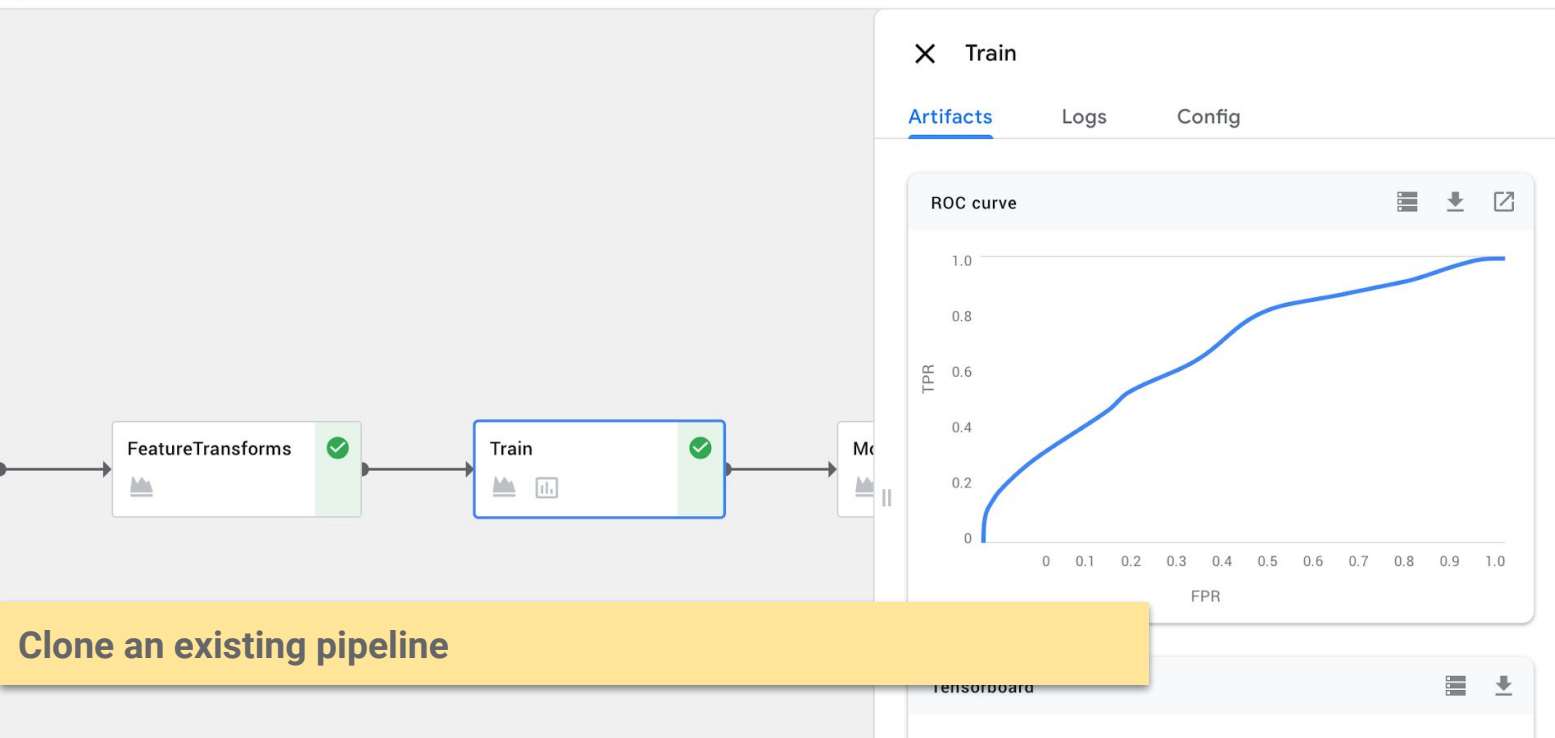 Train
Artifacts Logs Config
ROC curve
1.0
0.8
0.6
0.4
0.2
0
TPR
0 0.1 0.2 0.3 0.4 0.5 0.6 0.7 0.8 0.9 1.0
FPR
FeatureTransforms
Train
Clone an existing pipeline
Tensorboard